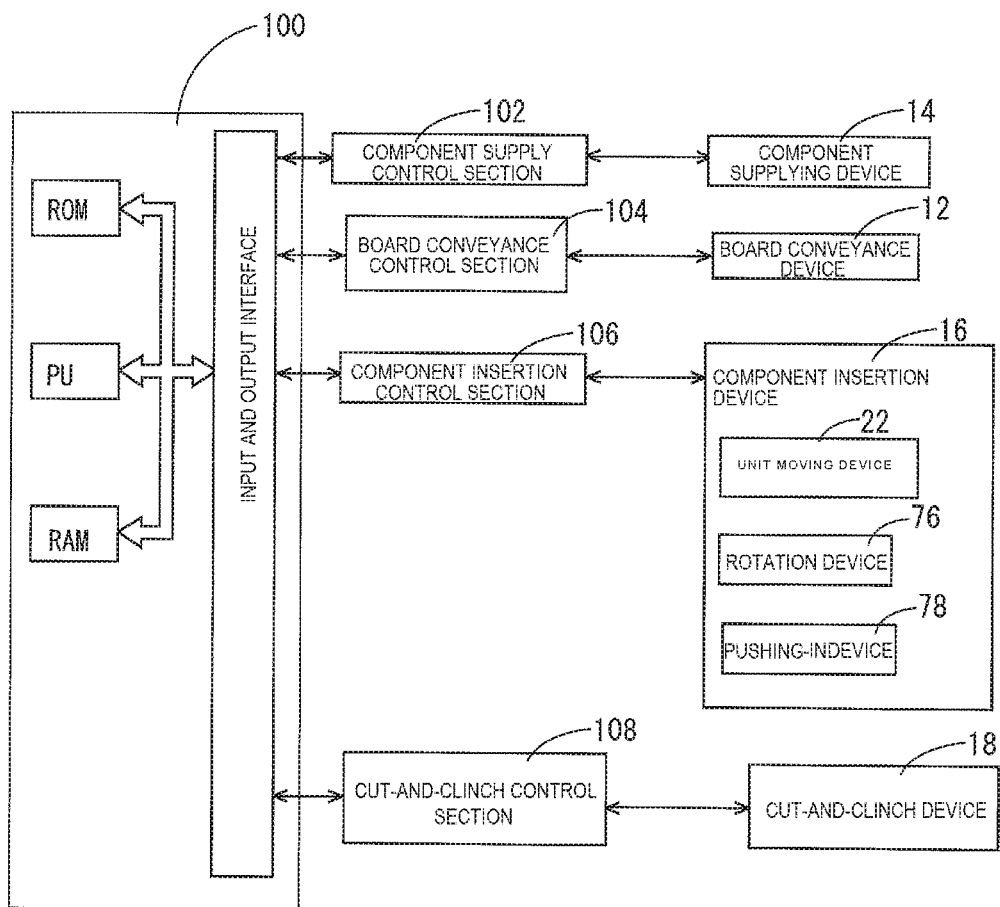 100
102
COMPONENT SUPPLY
CONTROL SECTION
14
COMPONENT
SUPPLYING DEVICE
ROM
104
BOARD CONVEYANCE
CONTROL SECTION
12
BOARD CONVEYANCE
DEVICE
INPUT AND OUTPUT INTERFACE
PU
106
COMPONENT INSERTION
CONTROL SECTION
16
COMPONENT INSERTION
DEVICE
22
UNIT MOVING DEVICE
RAM
76
ROTATION DEVICE
78
PUSHING-INDEVICE
108
CUT-AND-CLINCH CONTROL
SECTION
18
CUT-AND-CLINCH DEVICE